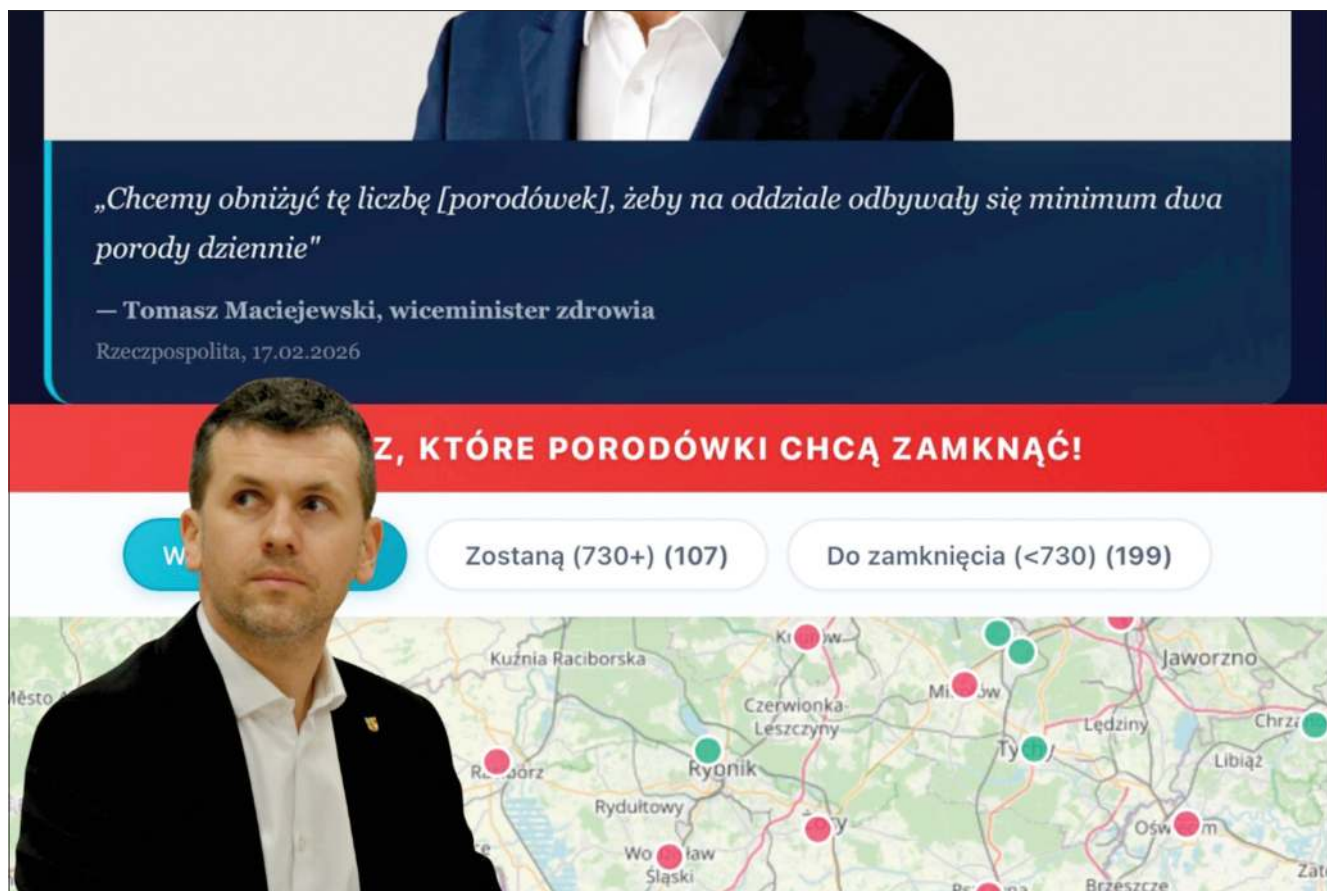 „Chcemy obniżyć tę liczbę [porodówek], żeby na oddziale odbywały się minimum dwa
porody dziennie"
— Tomasz Maciejewski, wiceminister zdrowia
Rzeczpospolita, 17.02.2026
KTÓRE PORODÓWKI CHCĄ ZAMKNĄĆ!
Zostaną (730+) (107)
Do zamknięcia (<730) (199)
Kuźnia Raciborska
Jaworzno
Czerwionka-
Leszczyny
Lędziny
Tychy
Libiąż
Rybnik
Rydułtowy
Śląski
Brzeszcze